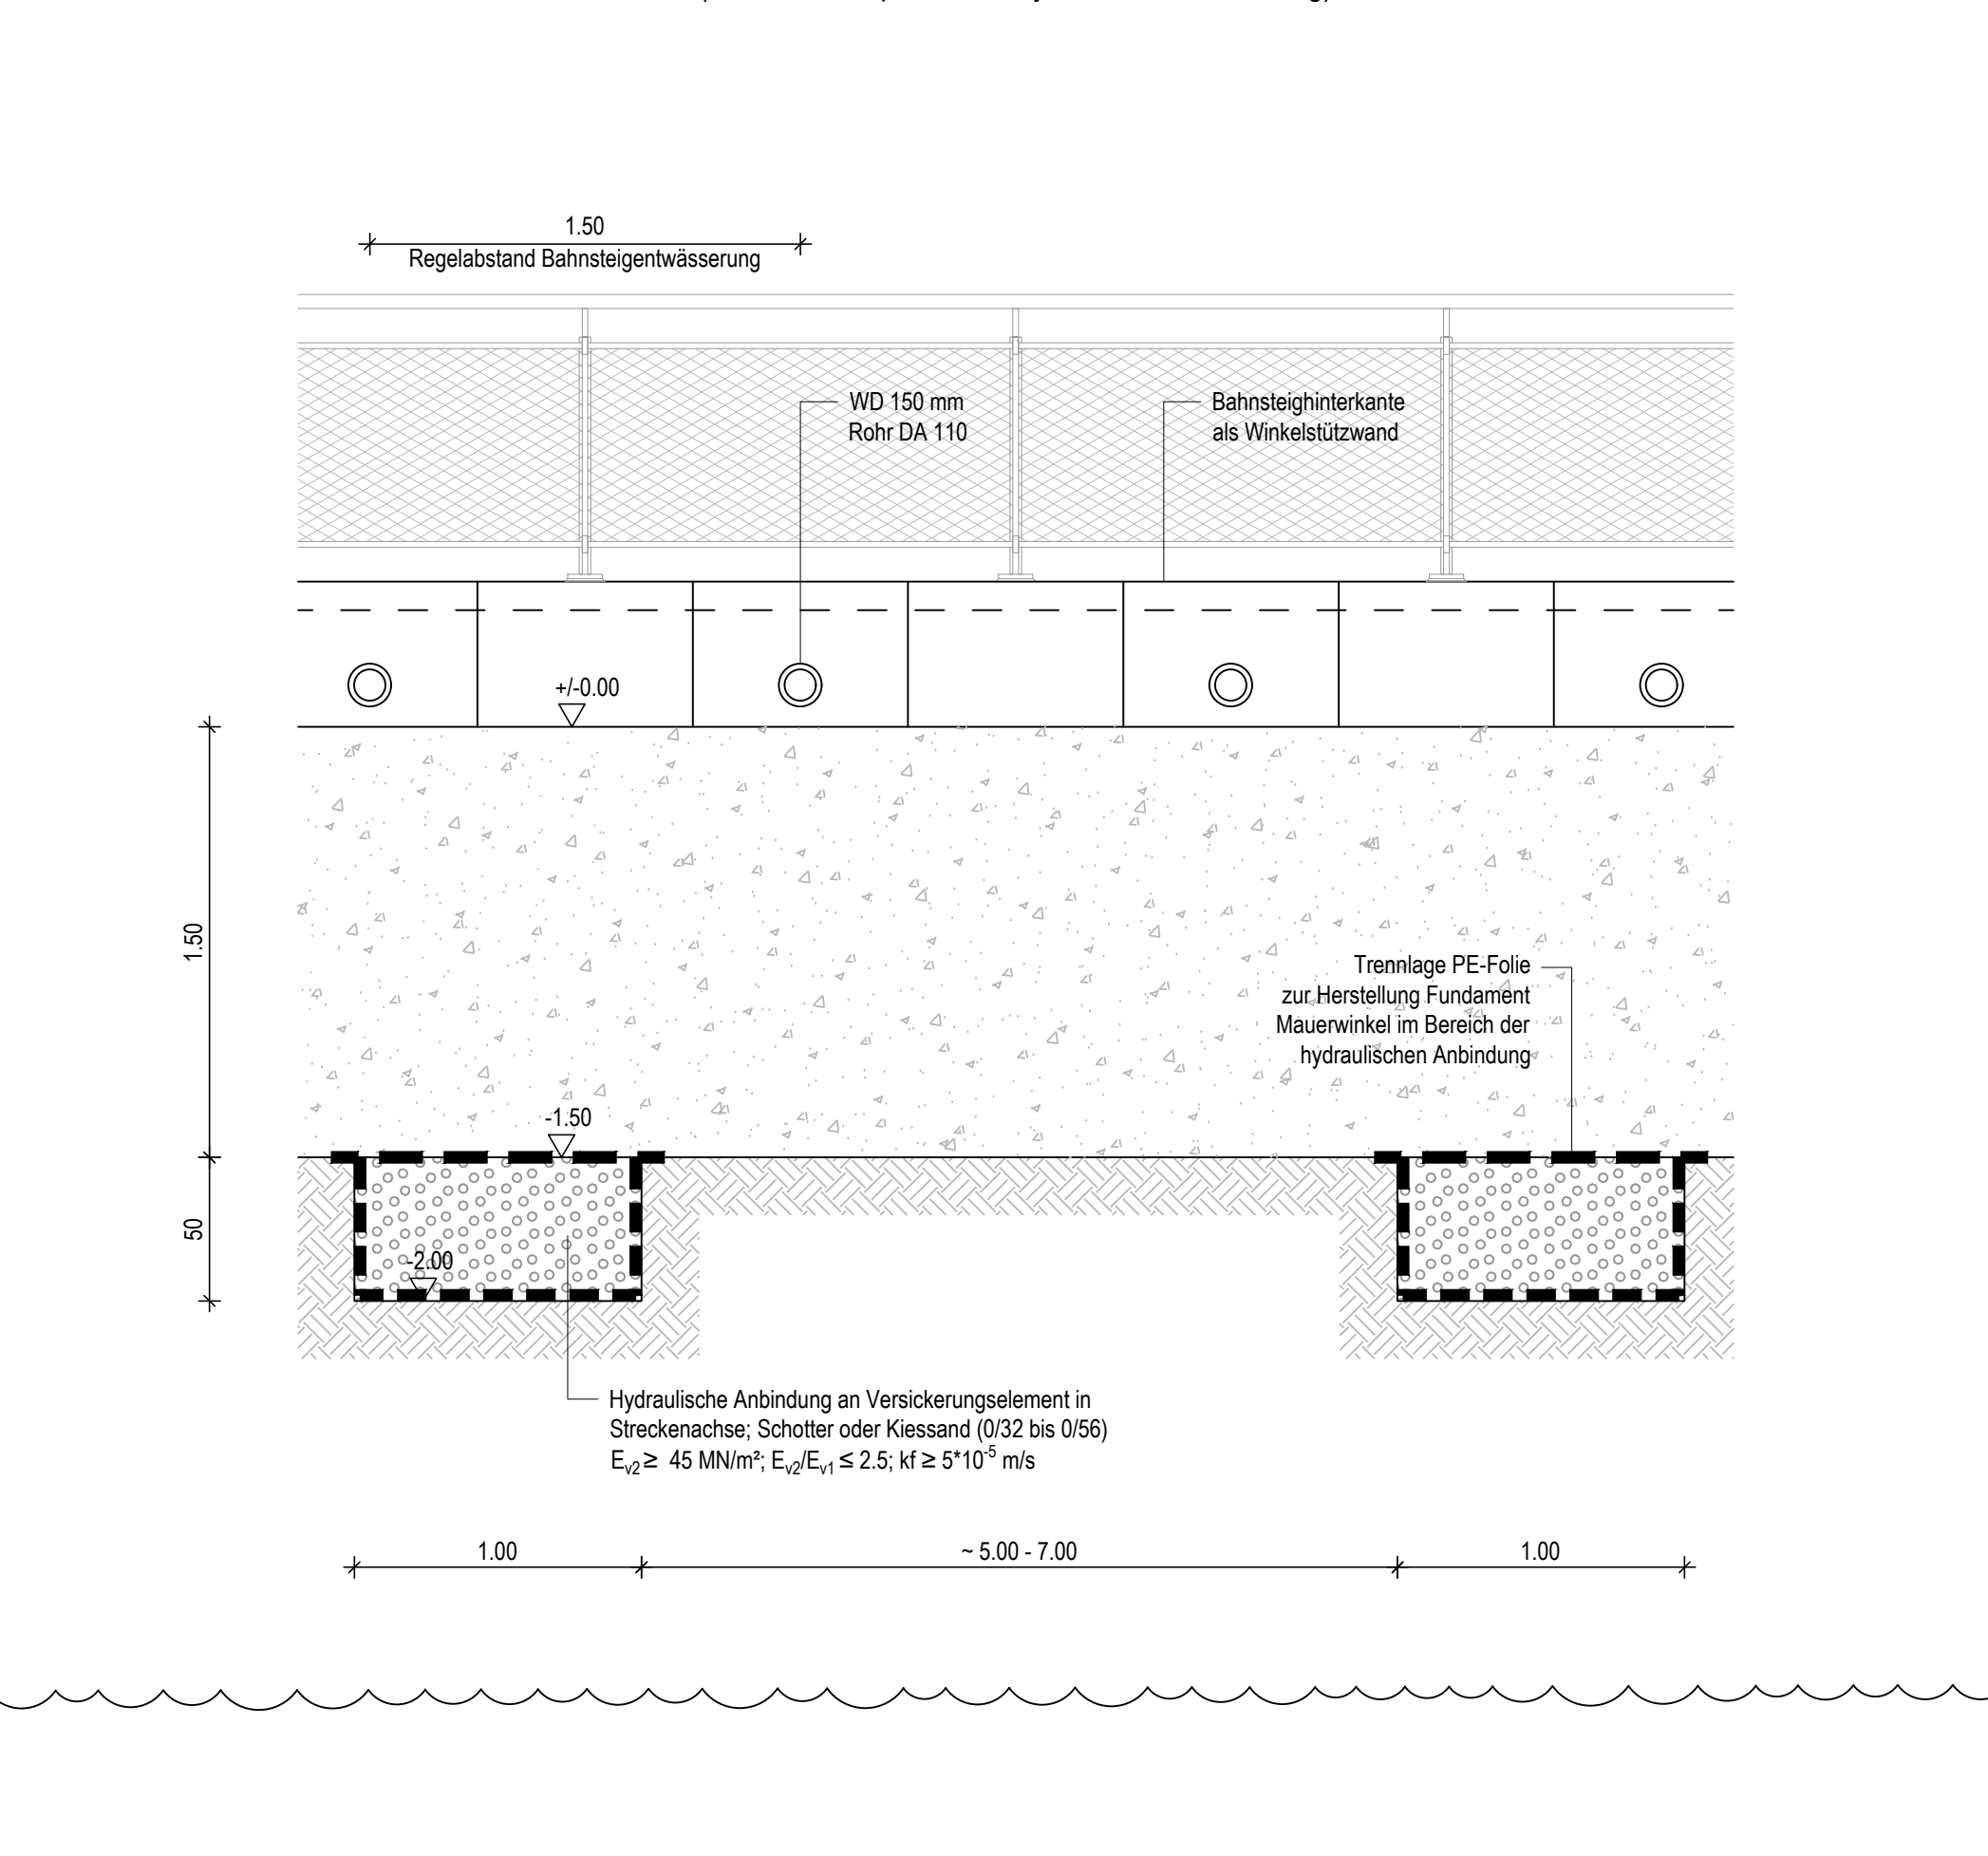 1.50
Regelabstand Bahnsteigentwässerung
WD 150 mm
Rohr DA 110
Bahnsteighinterkante
als Winkelstützwand
+/-0.00
1.50
Trennlage PE-Folie
zur Herstellung Fundament
Mauerwinkel im Bereich der
hydraulischen Anbindung
-1.50
50
-2.00
Hydraulische Anbindung an Versickerungselement in
Streckenachse; Schotter oder Kiessand (0/32 bis 0/56)
Ev2 ≥ 45 MN/m²; Ev2/Ev1 ≤ 2.5; kf ≥ 5*10-5 m/s
1.00
~ 5.00 - 7.00
1.00